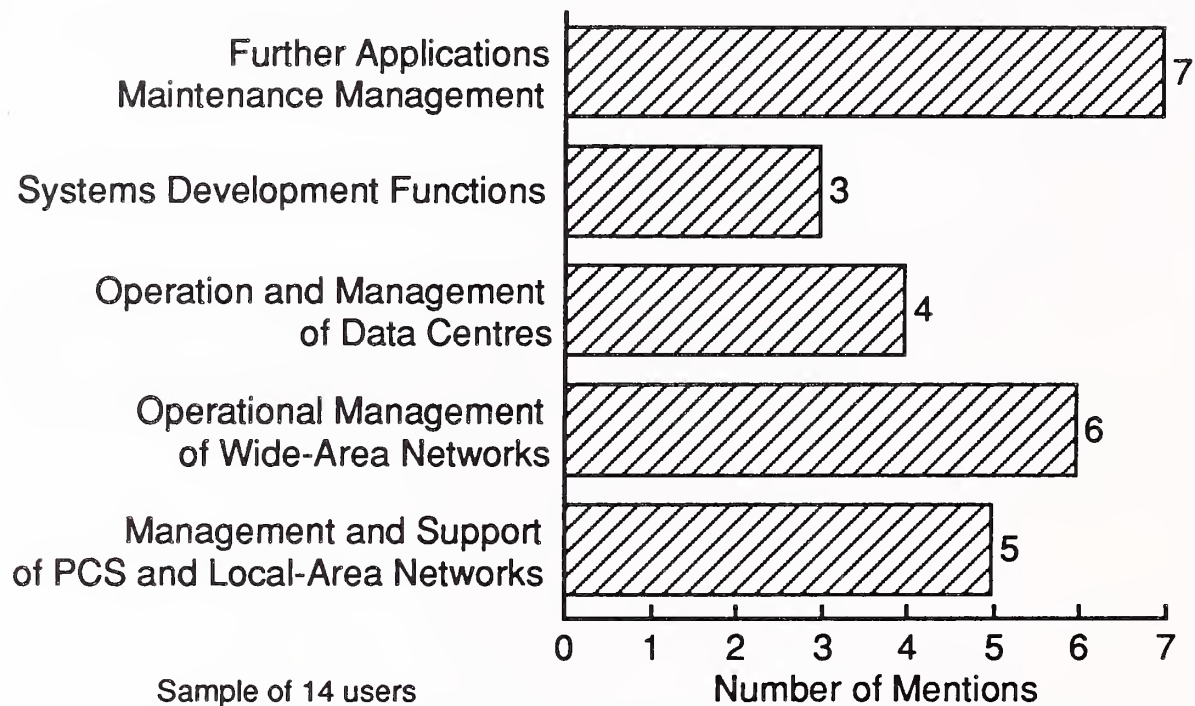 Further Applications
Maintenance Management
7
Systems Development Functions
3
Operation and Management
of Data Centres
4
Operational Management
of Wide-Area Networks
6
Management and Support
of PCS and Local-Area Networks
5
0 1 2 3 4 5 6 7
Number of Mentions
Sample of 14 users